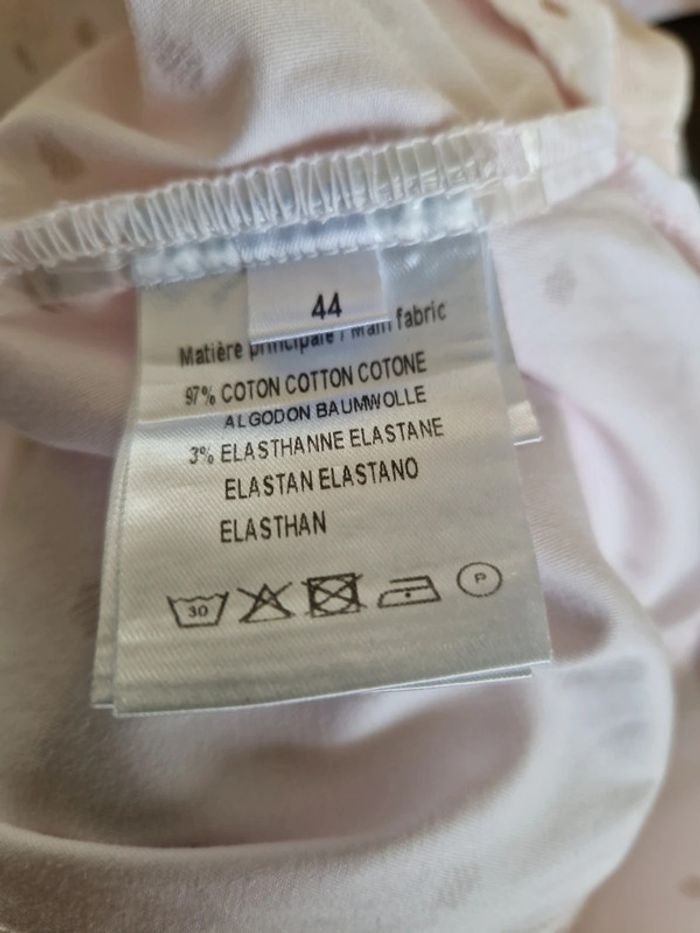 44
Matière principale / Main fabric
97% COTON COTTON COTONE
ALGODON BAUMWOLLE
3% ELASTHANNE ELASTANE
ELASTAN ELASTANO
ELASTHAN
30
P